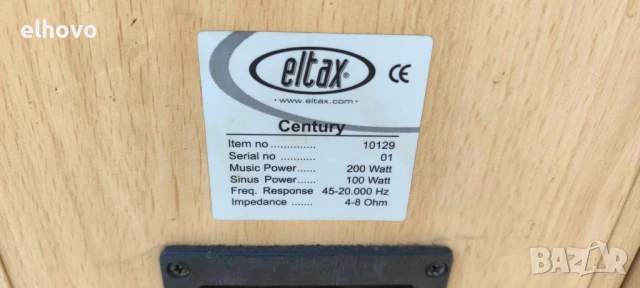 elhovo
eltax®
· www.eltax.com ·
CE
Century
Item no .............. 10129
Serial no ........... 01
Music Power...... 200 Watt
Sinus Power...... 100 Watt
Freq. Response 45-20.000 Hz
Impedance ....... 4-8 Ohm
BAZAR